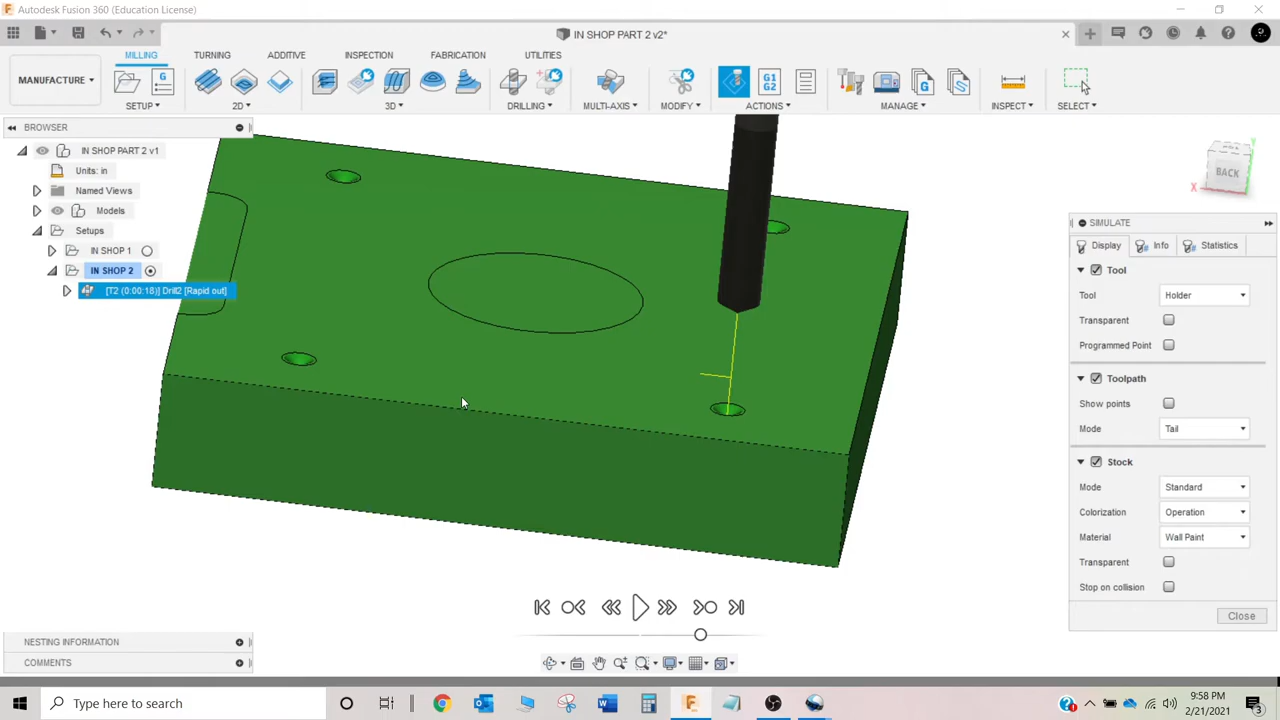 Autodesk Fusion 360 (Education License)
IN SHOP PART 2 v2*
MILLING TURNING ADDITIVE INSPECTION FABRICATION UTILITIES
MANUFACTURE
G G1 G2 G
SETUP 2D 3D DRILLING MULTI-AXIS MODIFY ACTIONS MANAGE INSPECT SELECT
BROWSER
IN SHOP PART 2 v1
Units: in
Named Views
Models
Setups
IN SHOP 1
IN SHOP 2
[T2 (0:00:18)] Drill2 [Rapid out]
BACK
X Y
SIMULATE
Display Info Statistics
Tool
Tool Holder
Transparent
Programmed Point
Toolpath
Show points
Mode Tail
Stock
Mode Standard
Colorization Operation
Material Wall Paint
Transparent
Stop on collision
Close
NESTING INFORMATION
COMMENTS
Type here to search
9:58 PM
2/21/2021
3